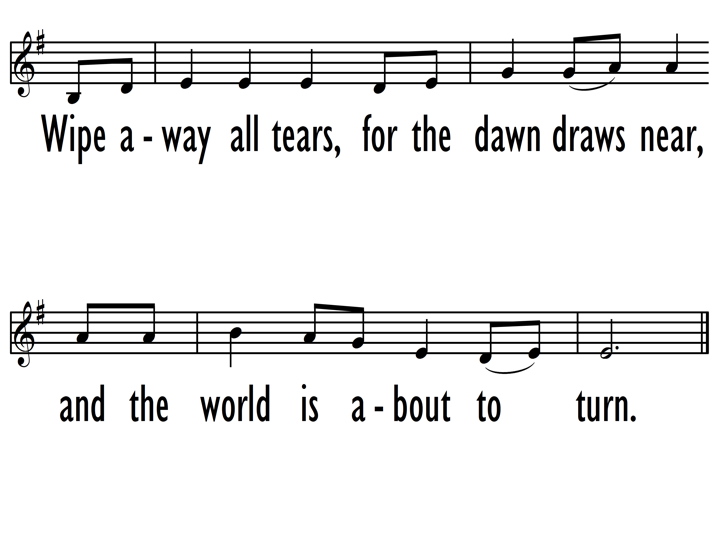 Wipe a - way all tears, for the dawn draws near,
and the world is a - bout to turn.